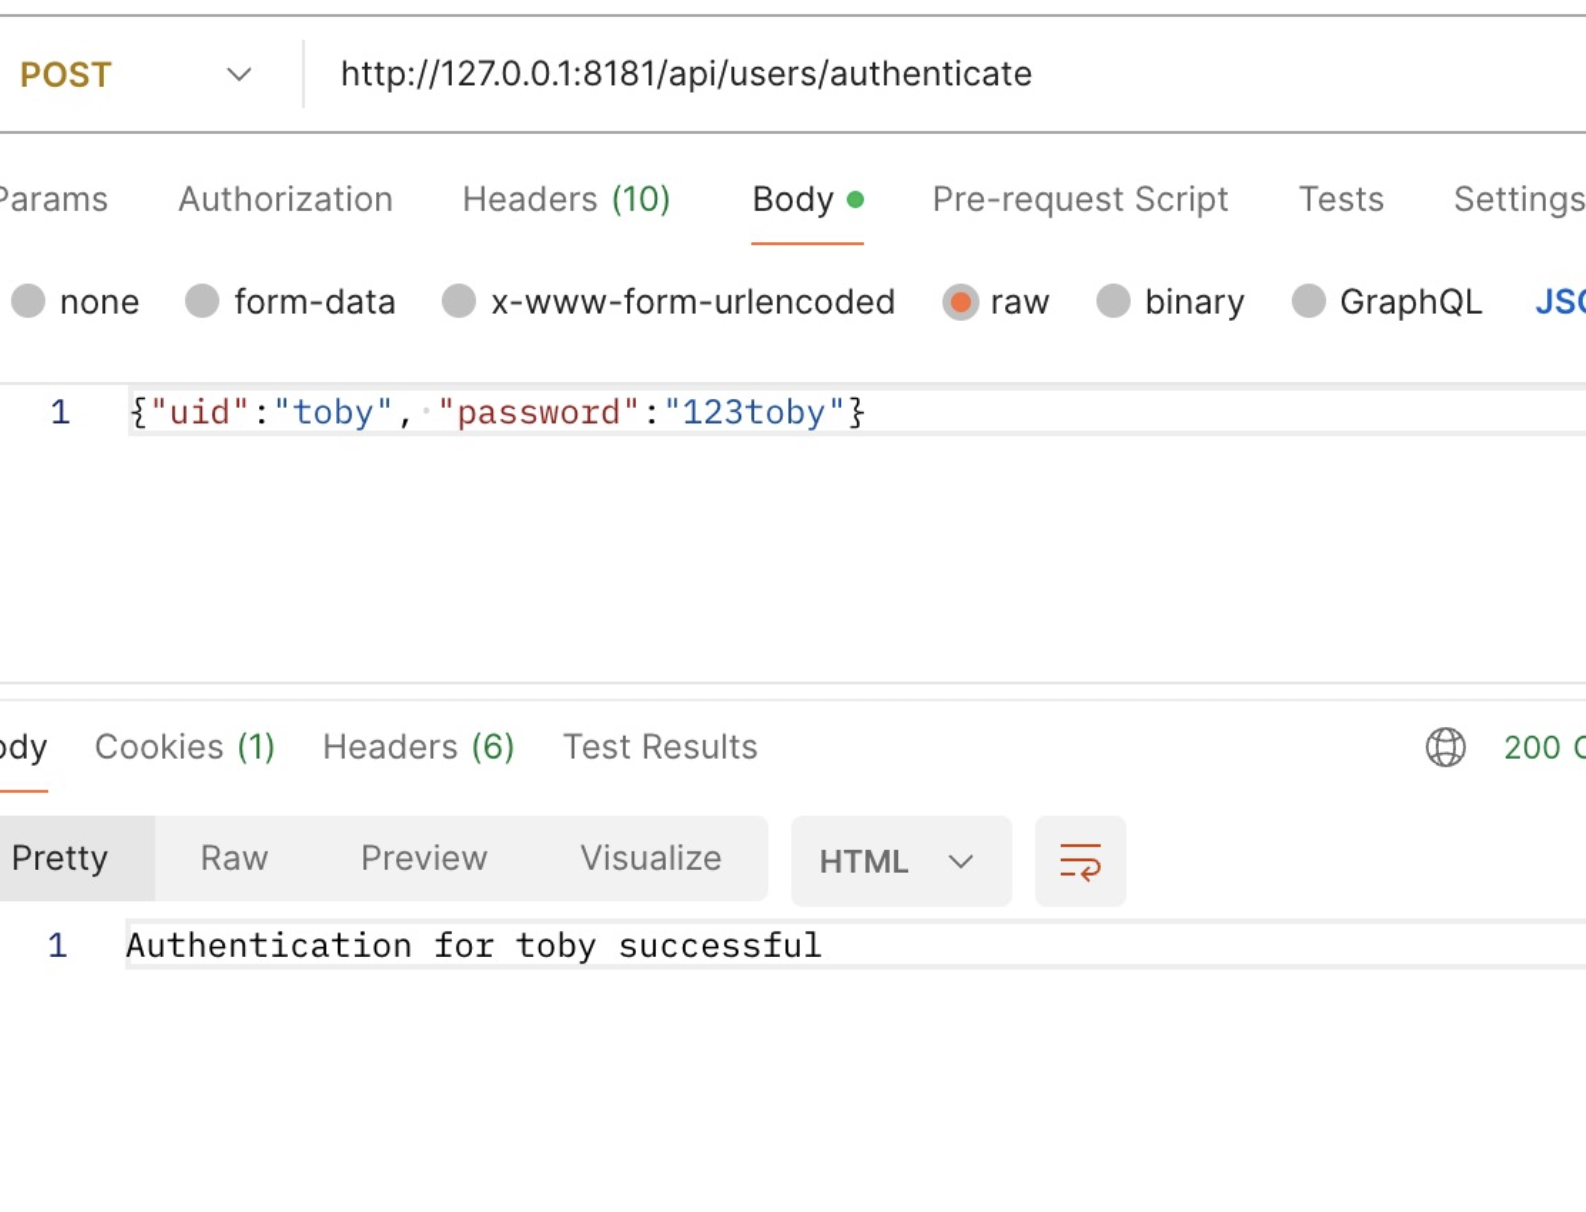 POST http://127.0.0.1:8181/api/users/authenticate
Params Authorization Headers (10) Body Pre-request Script Tests Settings
none form-data x-www-form-urlencoded raw binary GraphQL JSO
1 {"uid":"toby", "password":"123toby"}
ody Cookies (1) Headers (6) Test Results 200 O
Pretty Raw Preview Visualize HTML
1 Authentication for toby successful